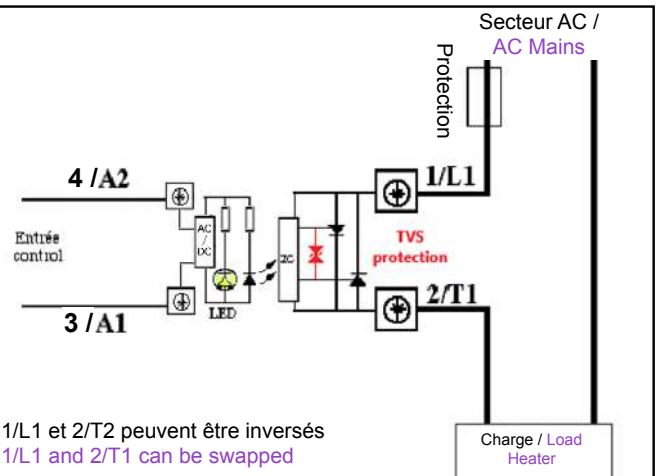 Secteur AC /
AC Mains
Protection
4 /A2
1/L1
AC
/
DC
ZC
TVS
protection
Entrée
control
LED
3 /A1
2/T1
1/L1 et 2/T2 peuvent être inversés
1/L1 and 2/T1 can be swapped
Charge / Load
Heater